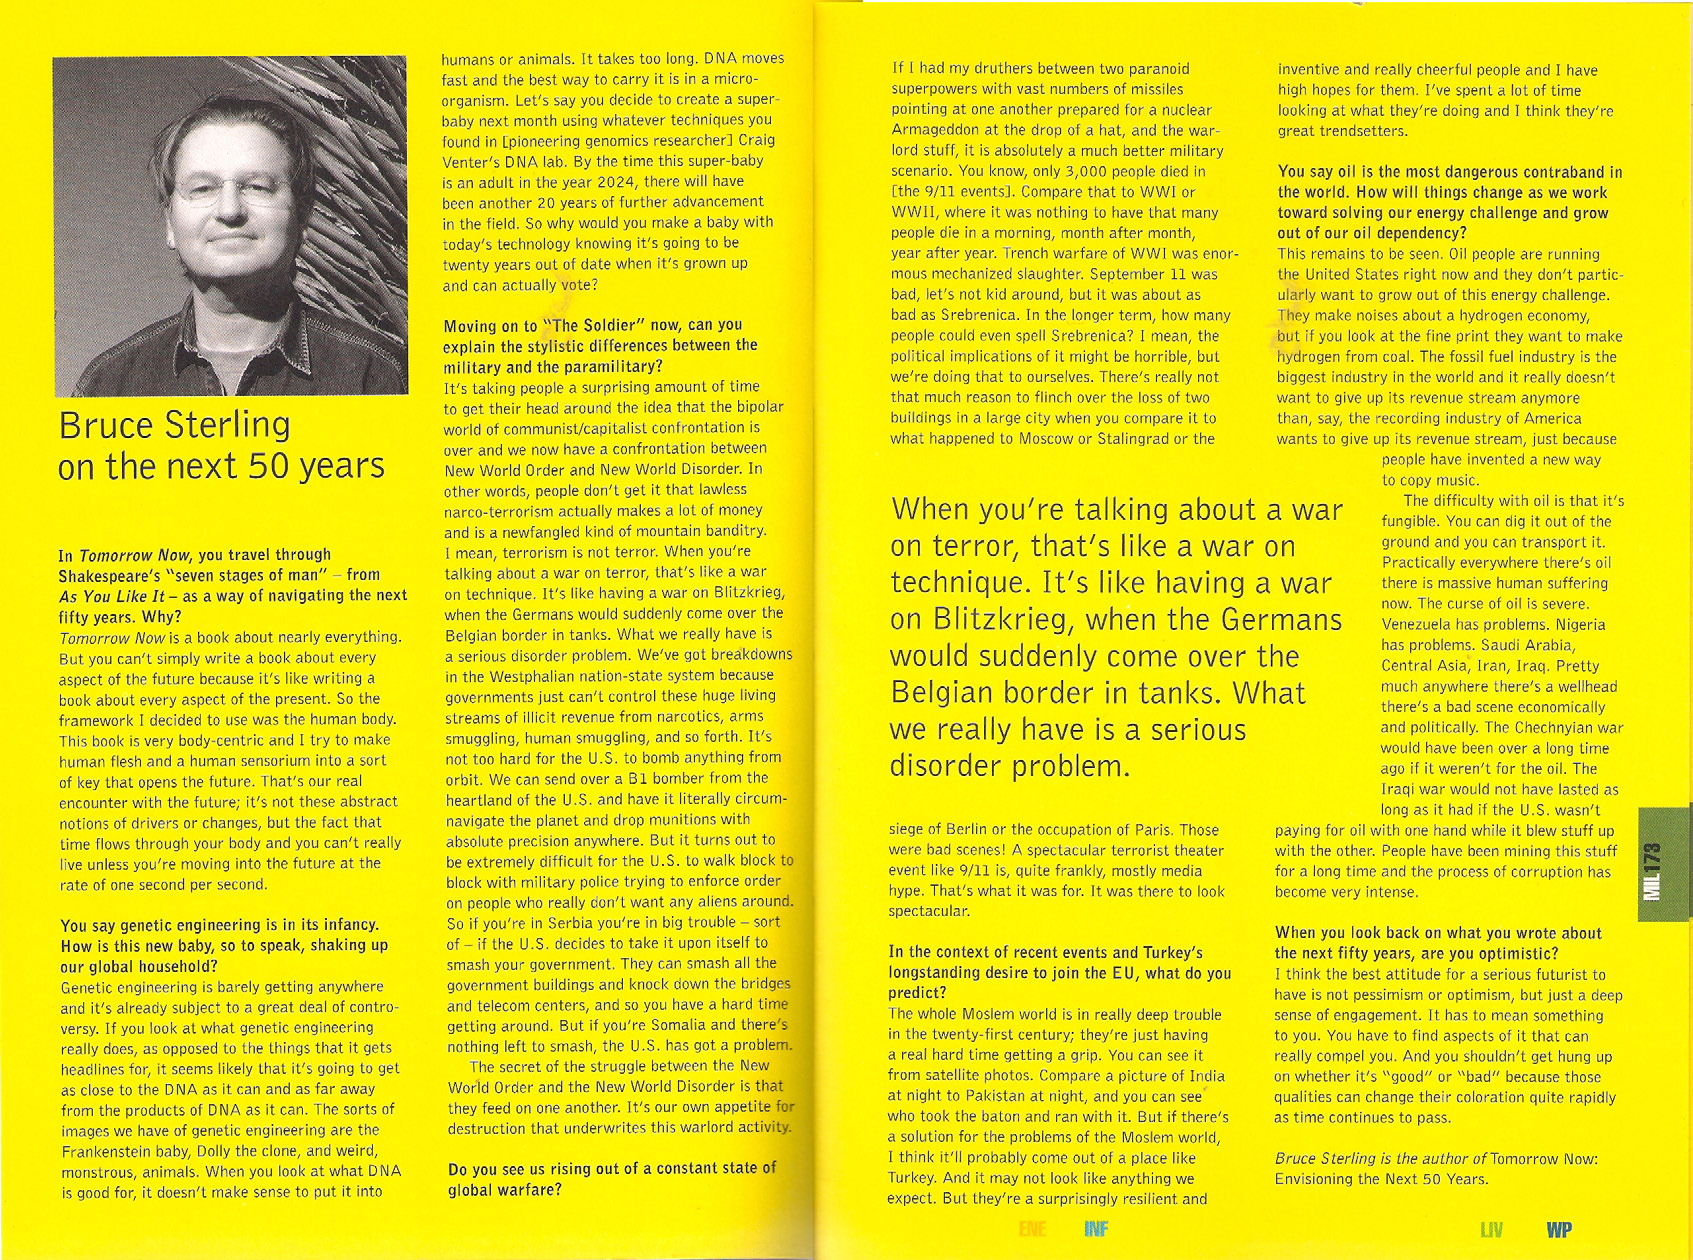 Bruce Sterling
on the next 50 years
In Tomorrow Now, you travel through
Shakespeare's "seven stages of man" – from
As You Like It – as a way of navigating the next
fifty years. Why?
Tomorrow Now is a book about nearly everything.
But you can't simply write a book about every
aspect of the future because it's like writing a
book about every aspect of the present. So the
framework I decided to use was the human body.
This book is very body-centric and I try to make
human flesh and a human sensorium into a sort
of key that opens the future. That's our real
encounter with the future; it's not these abstract
notions of drivers or changes, but the fact that
time flows through your body and you can't really
live unless you're moving into the future at the
rate of one second per second.
You say genetic engineering is in its infancy.
How is this new baby, so to speak, shaking up
our global household?
Genetic engineering is barely getting anywhere
and it's already subject to a great deal of contro-
versy. If you look at what genetic engineering
really does, as opposed to the things that it gets
headlines for, it seems likely that it's going to get
as close to the DNA as it can and as far away
from the products of DNA as it can. The sorts of
images we have of genetic engineering are the
Frankenstein baby, Dolly the clone, and weird,
monstrous, animals. When you look at what DNA
is good for, it doesn't make sense to put it into
humans or animals. It takes too long. DNA moves
fast and the best way to carry it is in a micro-
organism. Let's say you decide to create a super-
baby next month using whatever techniques you
found in [pioneering genomics researcher] Craig
Venter's DNA lab. By the time this super-baby
is an adult in the year 2024, there will have
been another 20 years of further advancement
in the field. So why would you make a baby with
today's technology knowing it's going to be
twenty years out of date when it's grown up
and can actually vote?
Moving on to "The Soldier" now, can you
explain the stylistic differences between the
military and the paramilitary?
It's taking people a surprising amount of time
to get their head around the idea that the bipolar
world of communist/capitalist confrontation is
over and we now have a confrontation between
New World Order and New World Disorder. In
other words, people don't get it that lawless
narco-terrorism actually makes a lot of money
and is a newfangled kind of mountain banditry.
I mean, terrorism is not terror. When you're
talking about a war on terror, that's like a war
on technique. It's like having a war on Blitzkrieg,
when the Germans would suddenly come over the
Belgian border in tanks. What we really have is
a serious disorder problem. We've got breakdowns
in the Westphalian nation-state system because
governments just can't control these huge living
streams of illicit revenue from narcotics, arms
smuggling, human smuggling, and so forth. It's
not too hard for the U.S. to bomb anything from
orbit. We can send over a B1 bomber from the
heartland of the U.S. and have it literally circum-
navigate the planet and drop munitions with
absolute precision anywhere. But it turns out to
be extremely difficult for the U.S. to walk block to
block with military police trying to enforce order
on people who really don't want any aliens around.
So if you're in Serbia you're in big trouble – sort
of – if the U.S. decides to take it upon itself to
smash your government. They can smash all the
government buildings and knock down the bridges
and telecom centers, and so you have a hard time
getting around. But if you're Somalia and there's
nothing left to smash, the U.S. has got a problem.
The secret of the struggle between the New
World Order and the New World Disorder is that
they feed on one another. It's our own appetite for
destruction that underwrites this warlord activity.
Do you see us rising out of a constant state of
global warfare?
If I had my druthers between two paranoid
superpowers with vast numbers of missiles
pointing at one another prepared for a nuclear
Armageddon at the drop of a hat, and the war-
lord stuff, it is absolutely a much better military
scenario. You know, only 3,000 people died in
[the 9/11 events]. Compare that to WWI or
WWII, where it was nothing to have that many
people die in a morning, month after month,
year after year. Trench warfare of WWI was enor-
mous mechanized slaughter. September 11 was
bad, let's not kid around, but it was about as
bad as Srebrenica. In the longer term, how many
people could even spell Srebrenica? I mean, the
political implications of it might be horrible, but
we're doing that to ourselves. There's really not
that much reason to flinch over the loss of two
buildings in a large city when you compare it to
what happened to Moscow or Stalingrad or the
When you're talking about a war
on terror, that's like a war on
technique. It's like having a war
on Blitzkrieg, when the Germans
would suddenly come over the
Belgian border in tanks. What
we really have is a serious
disorder problem.
siege of Berlin or the occupation of Paris. Those
were bad scenes! A spectacular terrorist theater
event like 9/11 is, quite frankly, mostly media
hype. That's what it was for. It was there to look
spectacular.
In the context of recent events and Turkey's
longstanding desire to join the EU, what do you
predict?
The whole Moslem world is in really deep trouble
in the twenty-first century; they're just having
a real hard time getting a grip. You can see it
from satellite photos. Compare a picture of India
at night to Pakistan at night, and you can see
who took the baton and ran with it. But if there's
a solution for the problems of the Moslem world,
I think it'll probably come out of a place like
Turkey. And it may not look like anything we
expect. But they're a surprisingly resilient and
inventive and really cheerful people and I have
high hopes for them. I've spent a lot of time
looking at what they're doing and I think they're
great trendsetters.
You say oil is the most dangerous contraband in
the world. How will things change as we work
toward solving our energy challenge and grow
out of our oil dependency?
This remains to be seen. Oil people are running
the United States right now and they don't partic-
ularly want to grow out of this energy challenge.
They make noises about a hydrogen economy,
but if you look at the fine print they want to make
hydrogen from coal. The fossil fuel industry is the
biggest industry in the world and it really doesn't
want to give up its revenue stream anymore
than, say, the recording industry of America
wants to give up its revenue stream, just because
people have invented a new way
to copy music.
The difficulty with oil is that it's
fungible. You can dig it out of the
ground and you can transport it.
Practically everywhere there's oil
there is massive human suffering
now. The curse of oil is severe.
Venezuela has problems. Nigeria
has problems. Saudi Arabia,
Central Asia, Iran, Iraq. Pretty
much anywhere there's a wellhead
there's a bad scene economically
and politically. The Chechnyian war
would have been over a long time
ago if it weren't for the oil. The
Iraqi war would not have lasted as
long as it had if the U.S. wasn't
paying for oil with one hand while it blew stuff up
with the other. People have been mining this stuff
for a long time and the process of corruption has
become very intense.
When you look back on what you wrote about
the next fifty years, are you optimistic?
I think the best attitude for a serious futurist to
have is not pessimism or optimism, but just a deep
sense of engagement. It has to mean something
to you. You have to find aspects of it that can
really compel you. And you shouldn't get hung up
on whether it's "good" or "bad" because those
qualities can change their coloration quite rapidly
as time continues to pass.
Bruce Sterling is the author of Tomorrow Now:
Envisioning the Next 50 Years.
MIL173
ENE INF LIV WP